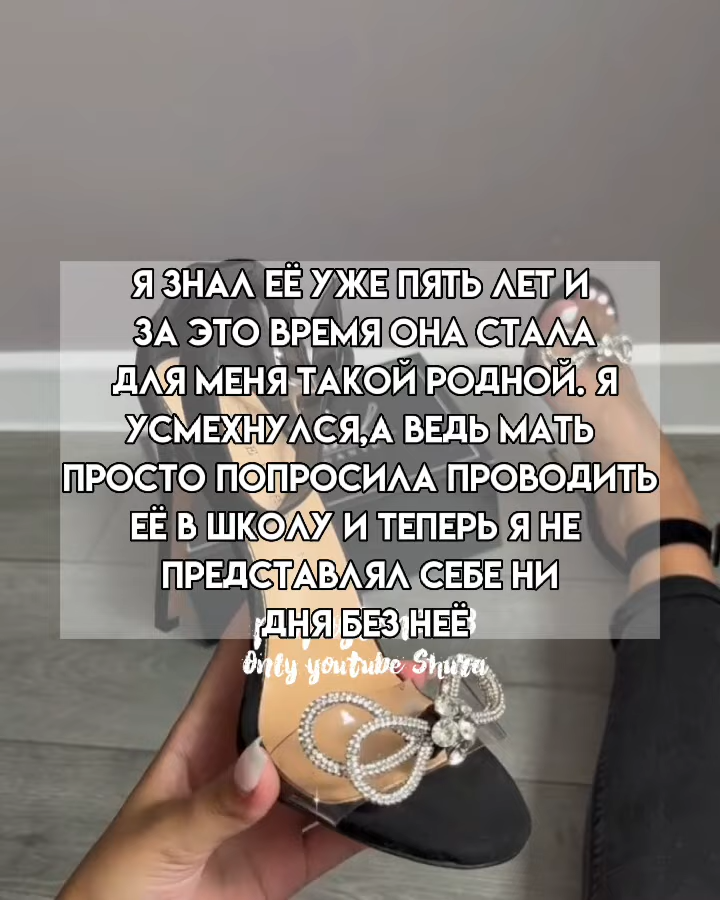 Я ЗНАЛ ЕЁ УЖЕ ПЯТЬ ЛЕТ И
ЗА ЭТО ВРЕМЯ ОНА СТАЛА
ДЛЯ МЕНЯ ТАКОЙ РОДНОЙ. Я
УСМЕХНУЛСЯ,А ВЕДЬ МАТЬ
ПРОСТО ПОПРОСИЛА ПРОВОДИТЬ
ЕЁ В ШКОЛУ И ТЕПЕРЬ Я НЕ
ПРЕДСТАВЛЯЛ СЕБЕ НИ
ДНЯ БЕЗ НЕЁ
Only youtube Shura